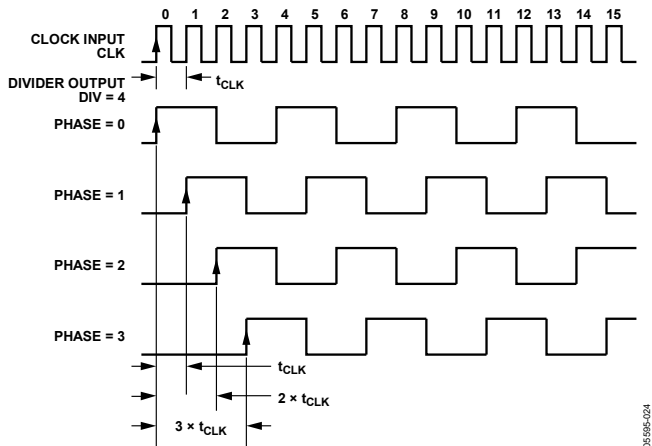 0 1 2 3 4 5 6 7 8 9 10 11 12 13 14 15
CLOCK INPUT
CLK
DIVIDER OUTPUT
DIV = 4
tCLK
PHASE = 0
PHASE = 1
PHASE = 2
PHASE = 3
tCLK
2 × tCLK
3 × tCLK
05595-024